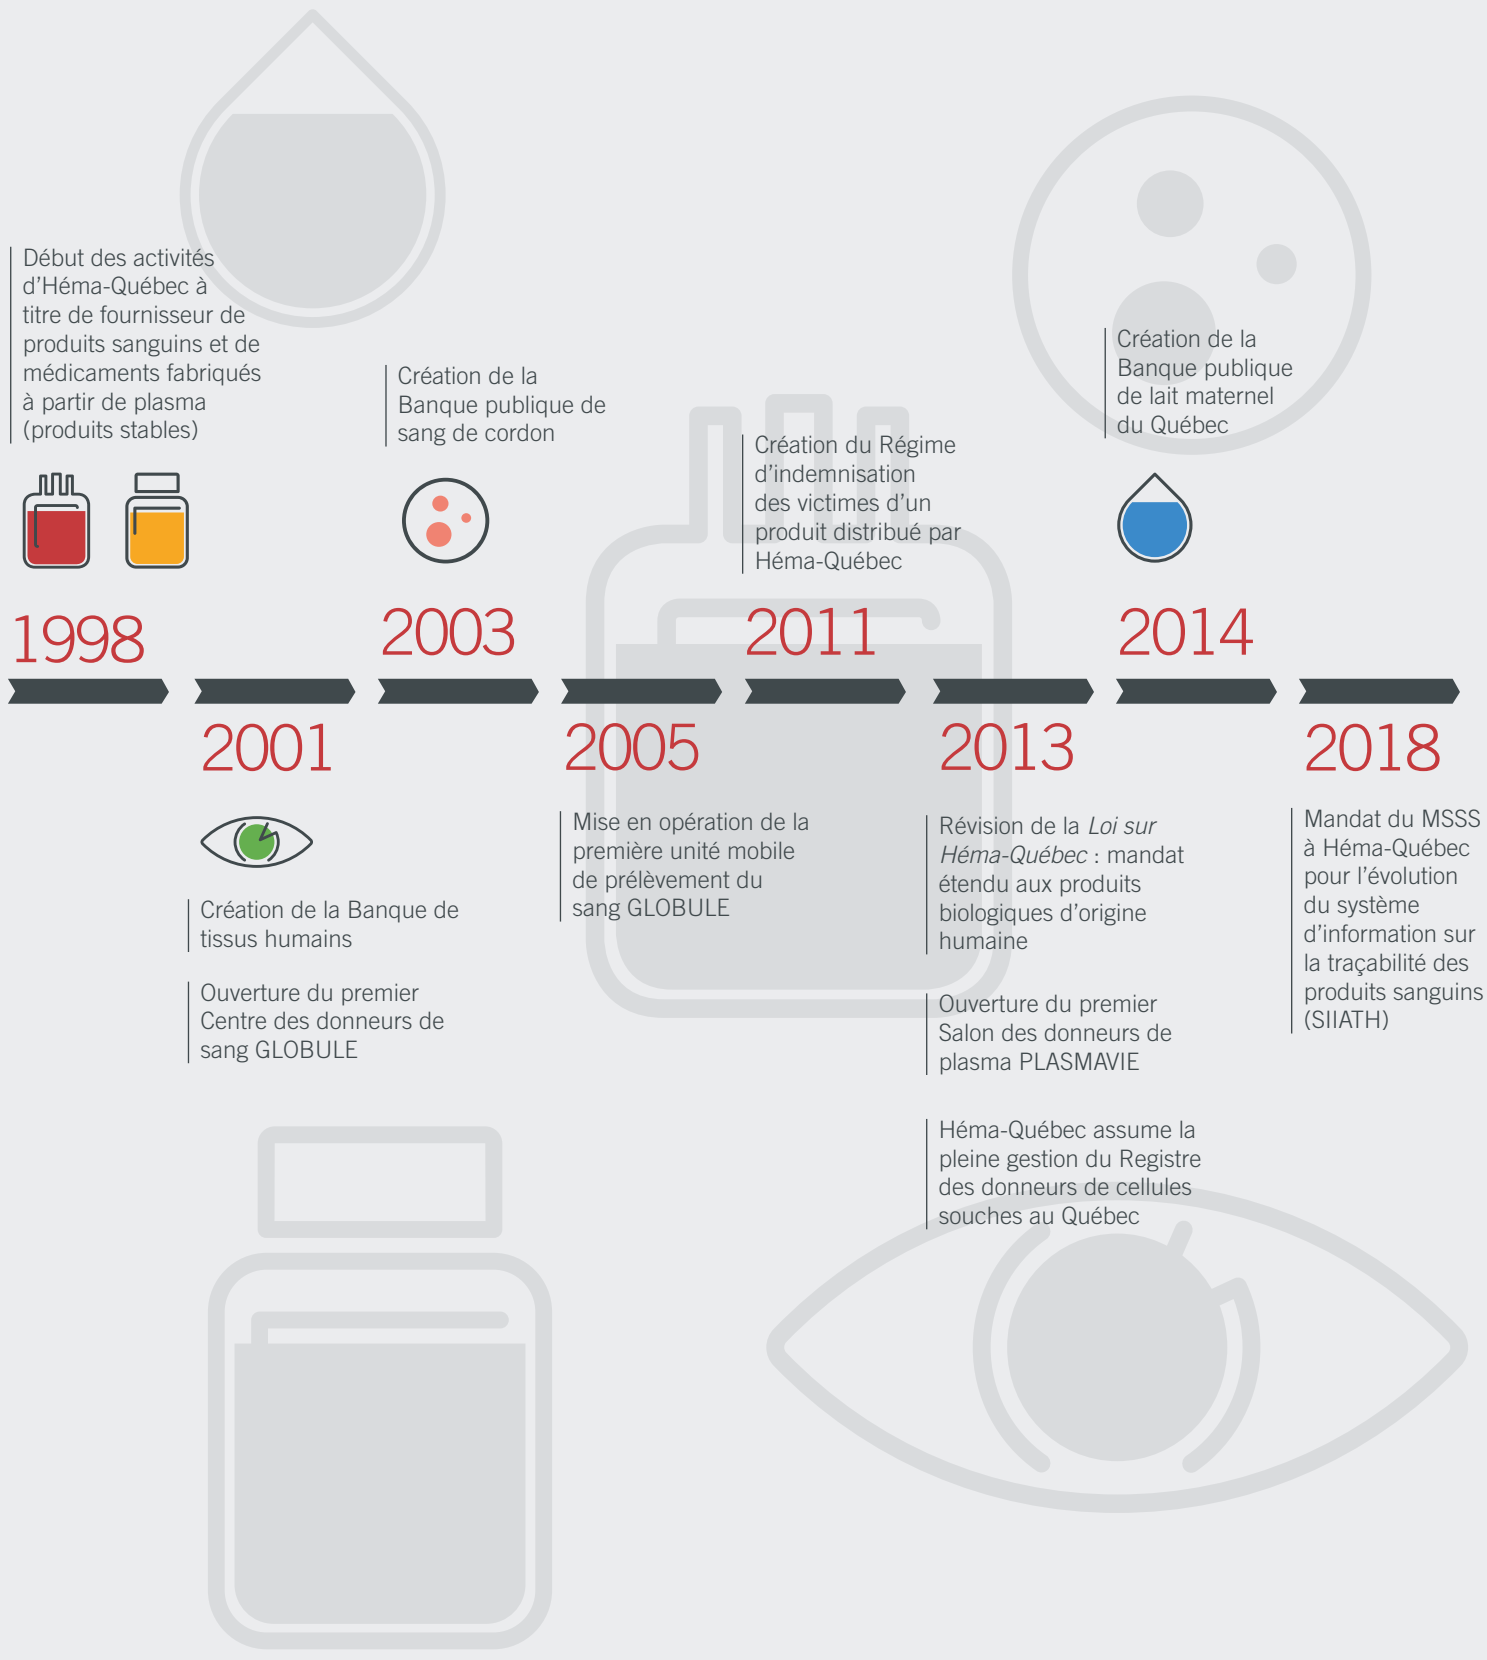 Début des activités
d'Héma-Québec à
titre de fournisseur de
produits sanguins et de
médicaments fabriqués
à partir de plasma
(produits stables)
1998
2001
Création de la Banque de
tissus humains
Ouverture du premier
Centre des donneurs de
sang GLOBULE
Création de la
Banque publique de
sang de cordon
2003
2005
Mise en opération de la
première unité mobile
de prélèvement du
sang GLOBULE
Création du Régime
d'indemnisation
des victimes d'un
produit distribué par
Héma-Québec
2011
2013
Révision de la Loi sur
Héma-Québec : mandat
étendu aux produits
biologiques d'origine
humaine
Ouverture du premier
Salon des donneurs de
plasma PLASMAVIE
Héma-Québec assume la
pleine gestion du Registre
des donneurs de cellules
souches au Québec
Création de la
Banque publique
de lait maternel
du Québec
2014
2018
Mandat du MSSS
à Héma-Québec
pour l'évolution
du système
d'information sur
la traçabilité des
produits sanguins
(SIIATH)